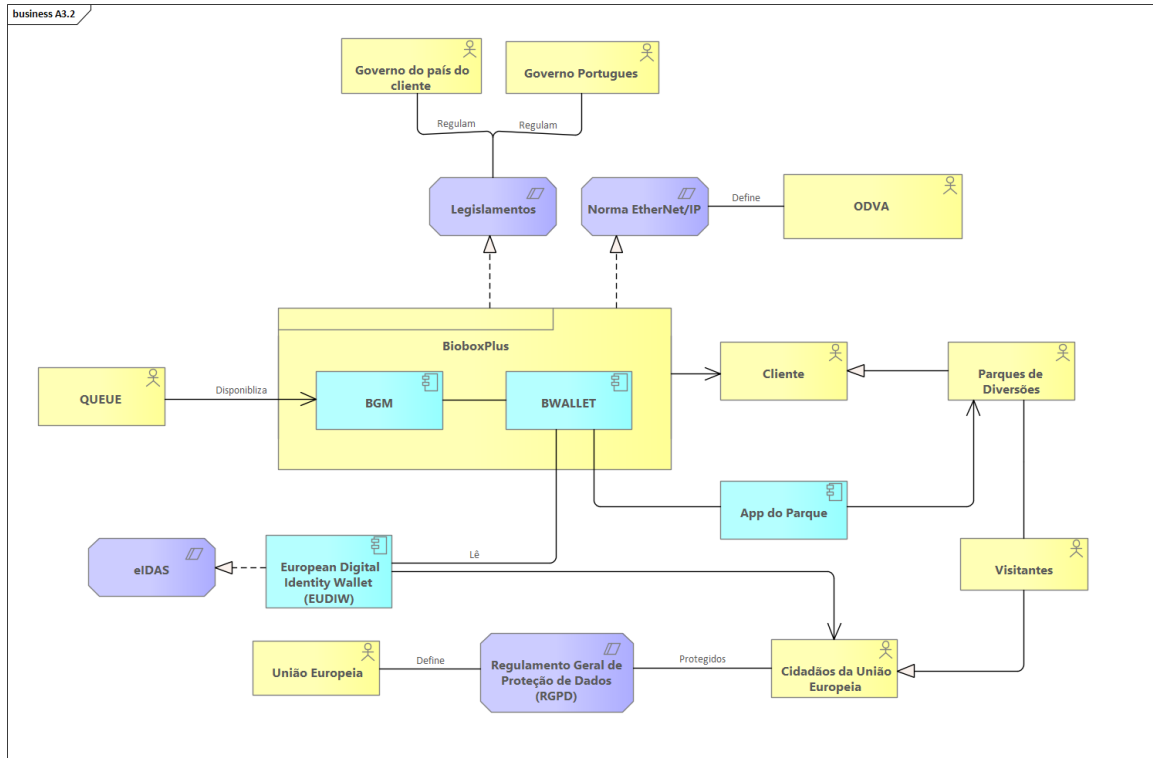 business A3.2
Governo do país do
cliente
Governo Portugues
Regulam
Regulam
Legislamentos
Norma EtherNet/IP
Define
ODVA
BioboxPlus
QUEUE
Disponibliza
BGM
BWALLET
Cliente
Parques de
Diversões
App do Parque
eIDAS
European Digital
Identity Wallet
(EUDIW)
Lê
Visitantes
União Europeia
Define
Regulamento Geral de
Proteção de Dados
(RGPD)
Protegidos
Cidadãos da União
Europeia